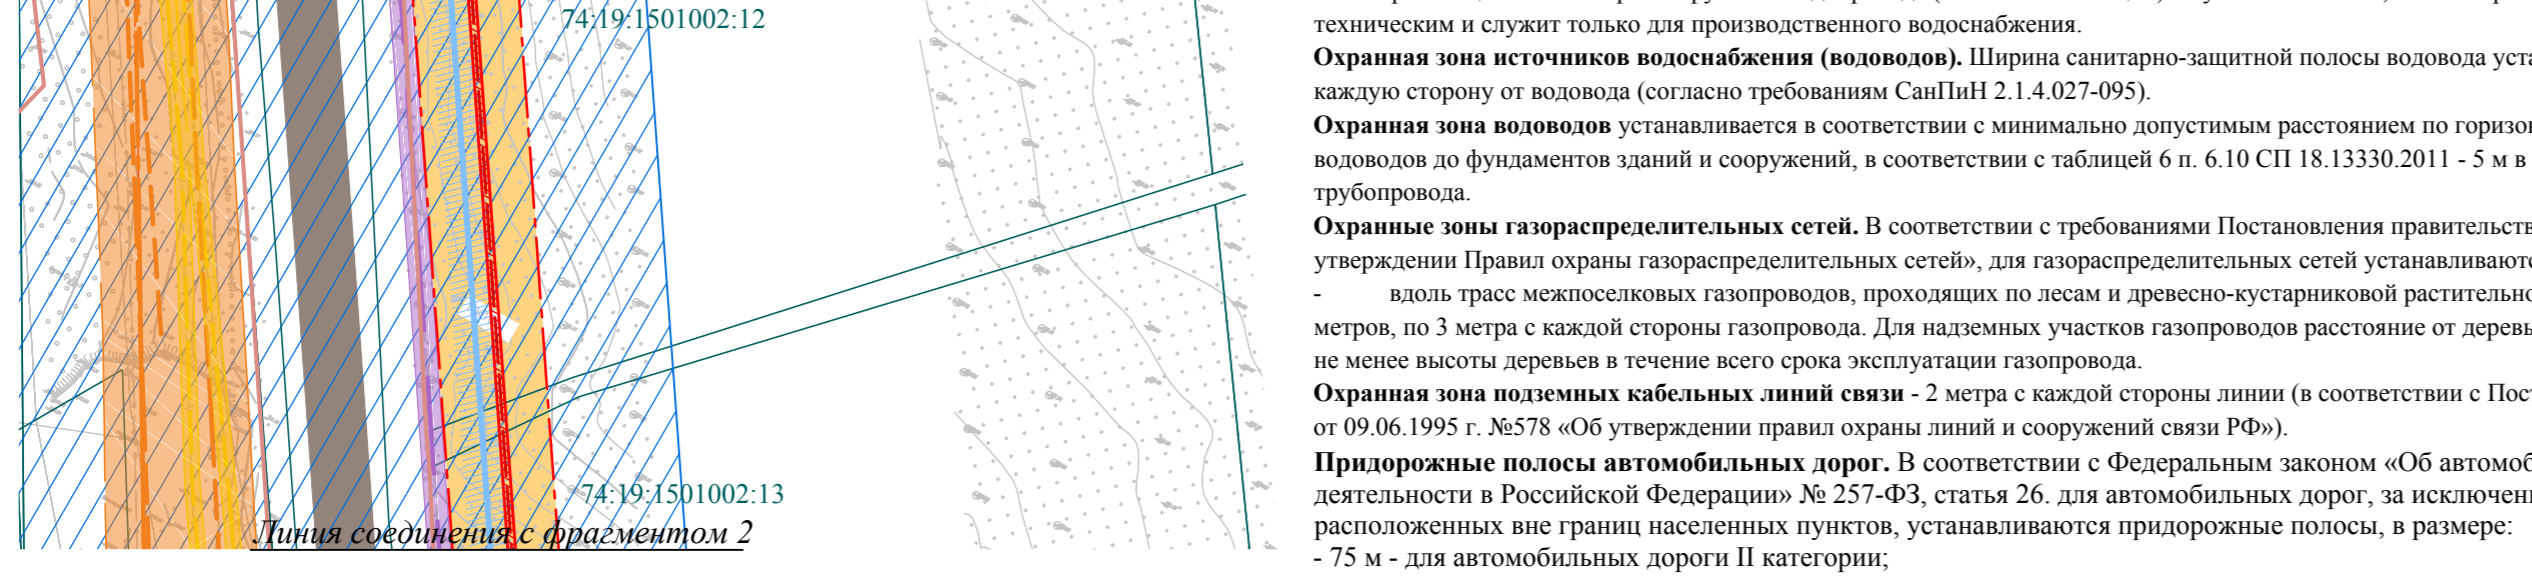 74:19:1501002:12
74:19:1501002:13
Линия соединения с фрагментом 2
техническим и служит только для производственного водоснабжения.
Охранная зона источников водоснабжения (водоводов). Ширина санитарно-защитной полосы водовода уста
каждую сторону от водовода (согласно требованиям СанПиН 2.1.4.027-095).
Охранная зона водоводов устанавливается в соответствии с минимально допустимым расстоянием по горизон
водоводов до фундаментов зданий и сооружений, в соответствии с таблицей 6 п. 6.10 СП 18.13330.2011 - 5 м в
трубопровода.
Охранные зоны газораспределительных сетей. В соответствии с требованиями Постановления правительств
утверждении Правил охраны газораспределительных сетей», для газораспределительных сетей устанавливаютс
- вдоль трасс межпоселковых газопроводов, проходящих по лесам и древесно-кустарниковой растительно
метров, по 3 метра с каждой стороны газопровода. Для надземных участков газопроводов расстояние от деревь
не менее высоты деревьев в течение всего срока эксплуатации газопровода.
Охранная зона подземных кабельных линий связи - 2 метра с каждой стороны линии (в соответствии с Пост
от 09.06.1995 г. №578 «Об утверждении правил охраны линий и сооружений связи РФ»).
Придорожные полосы автомобильных дорог. В соответствии с Федеральным законом «Об автомоб
деятельности в Российской Федерации» № 257-ФЗ, статья 26. для автомобильных дорог, за исключени
расположенных вне границ населенных пунктов, устанавливаются придорожные полосы, в размере:
- 75 м - для автомобильных дороги II категории;